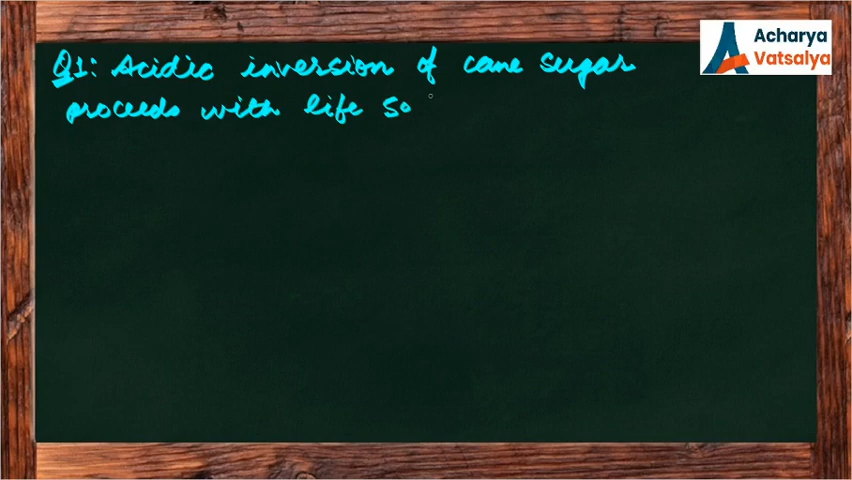 Acharya
Vatsalya
Q1: Acidic inversion of cane sugar
proceeds with life 50